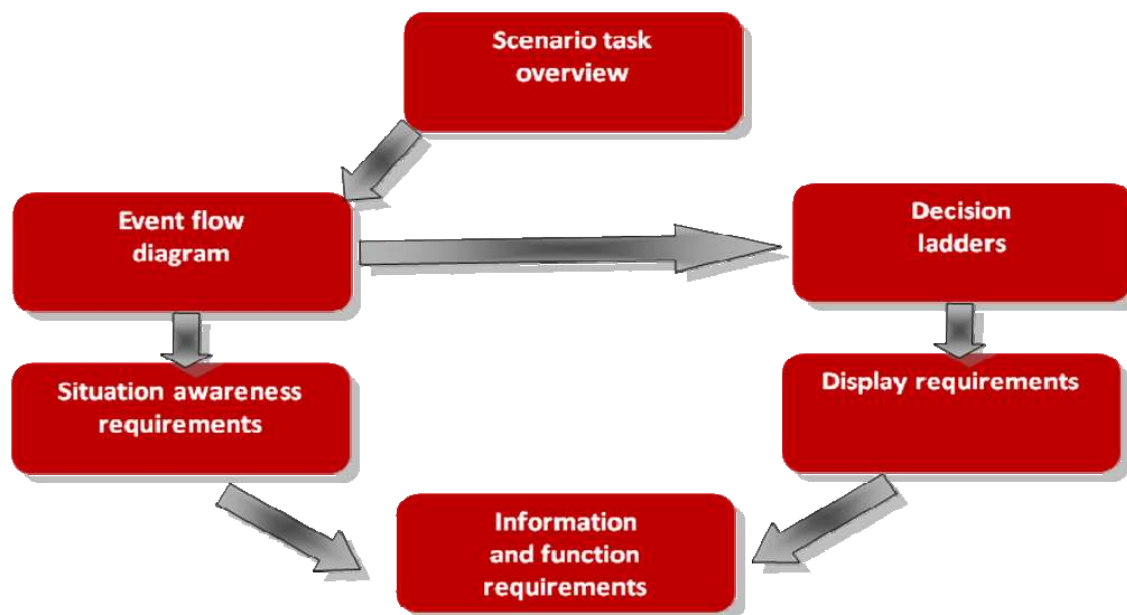 Scenario task
overview
Event flow
diagram
Decision
ladders
Situation awareness
requirements
Display requirements
Information
and function
requirements